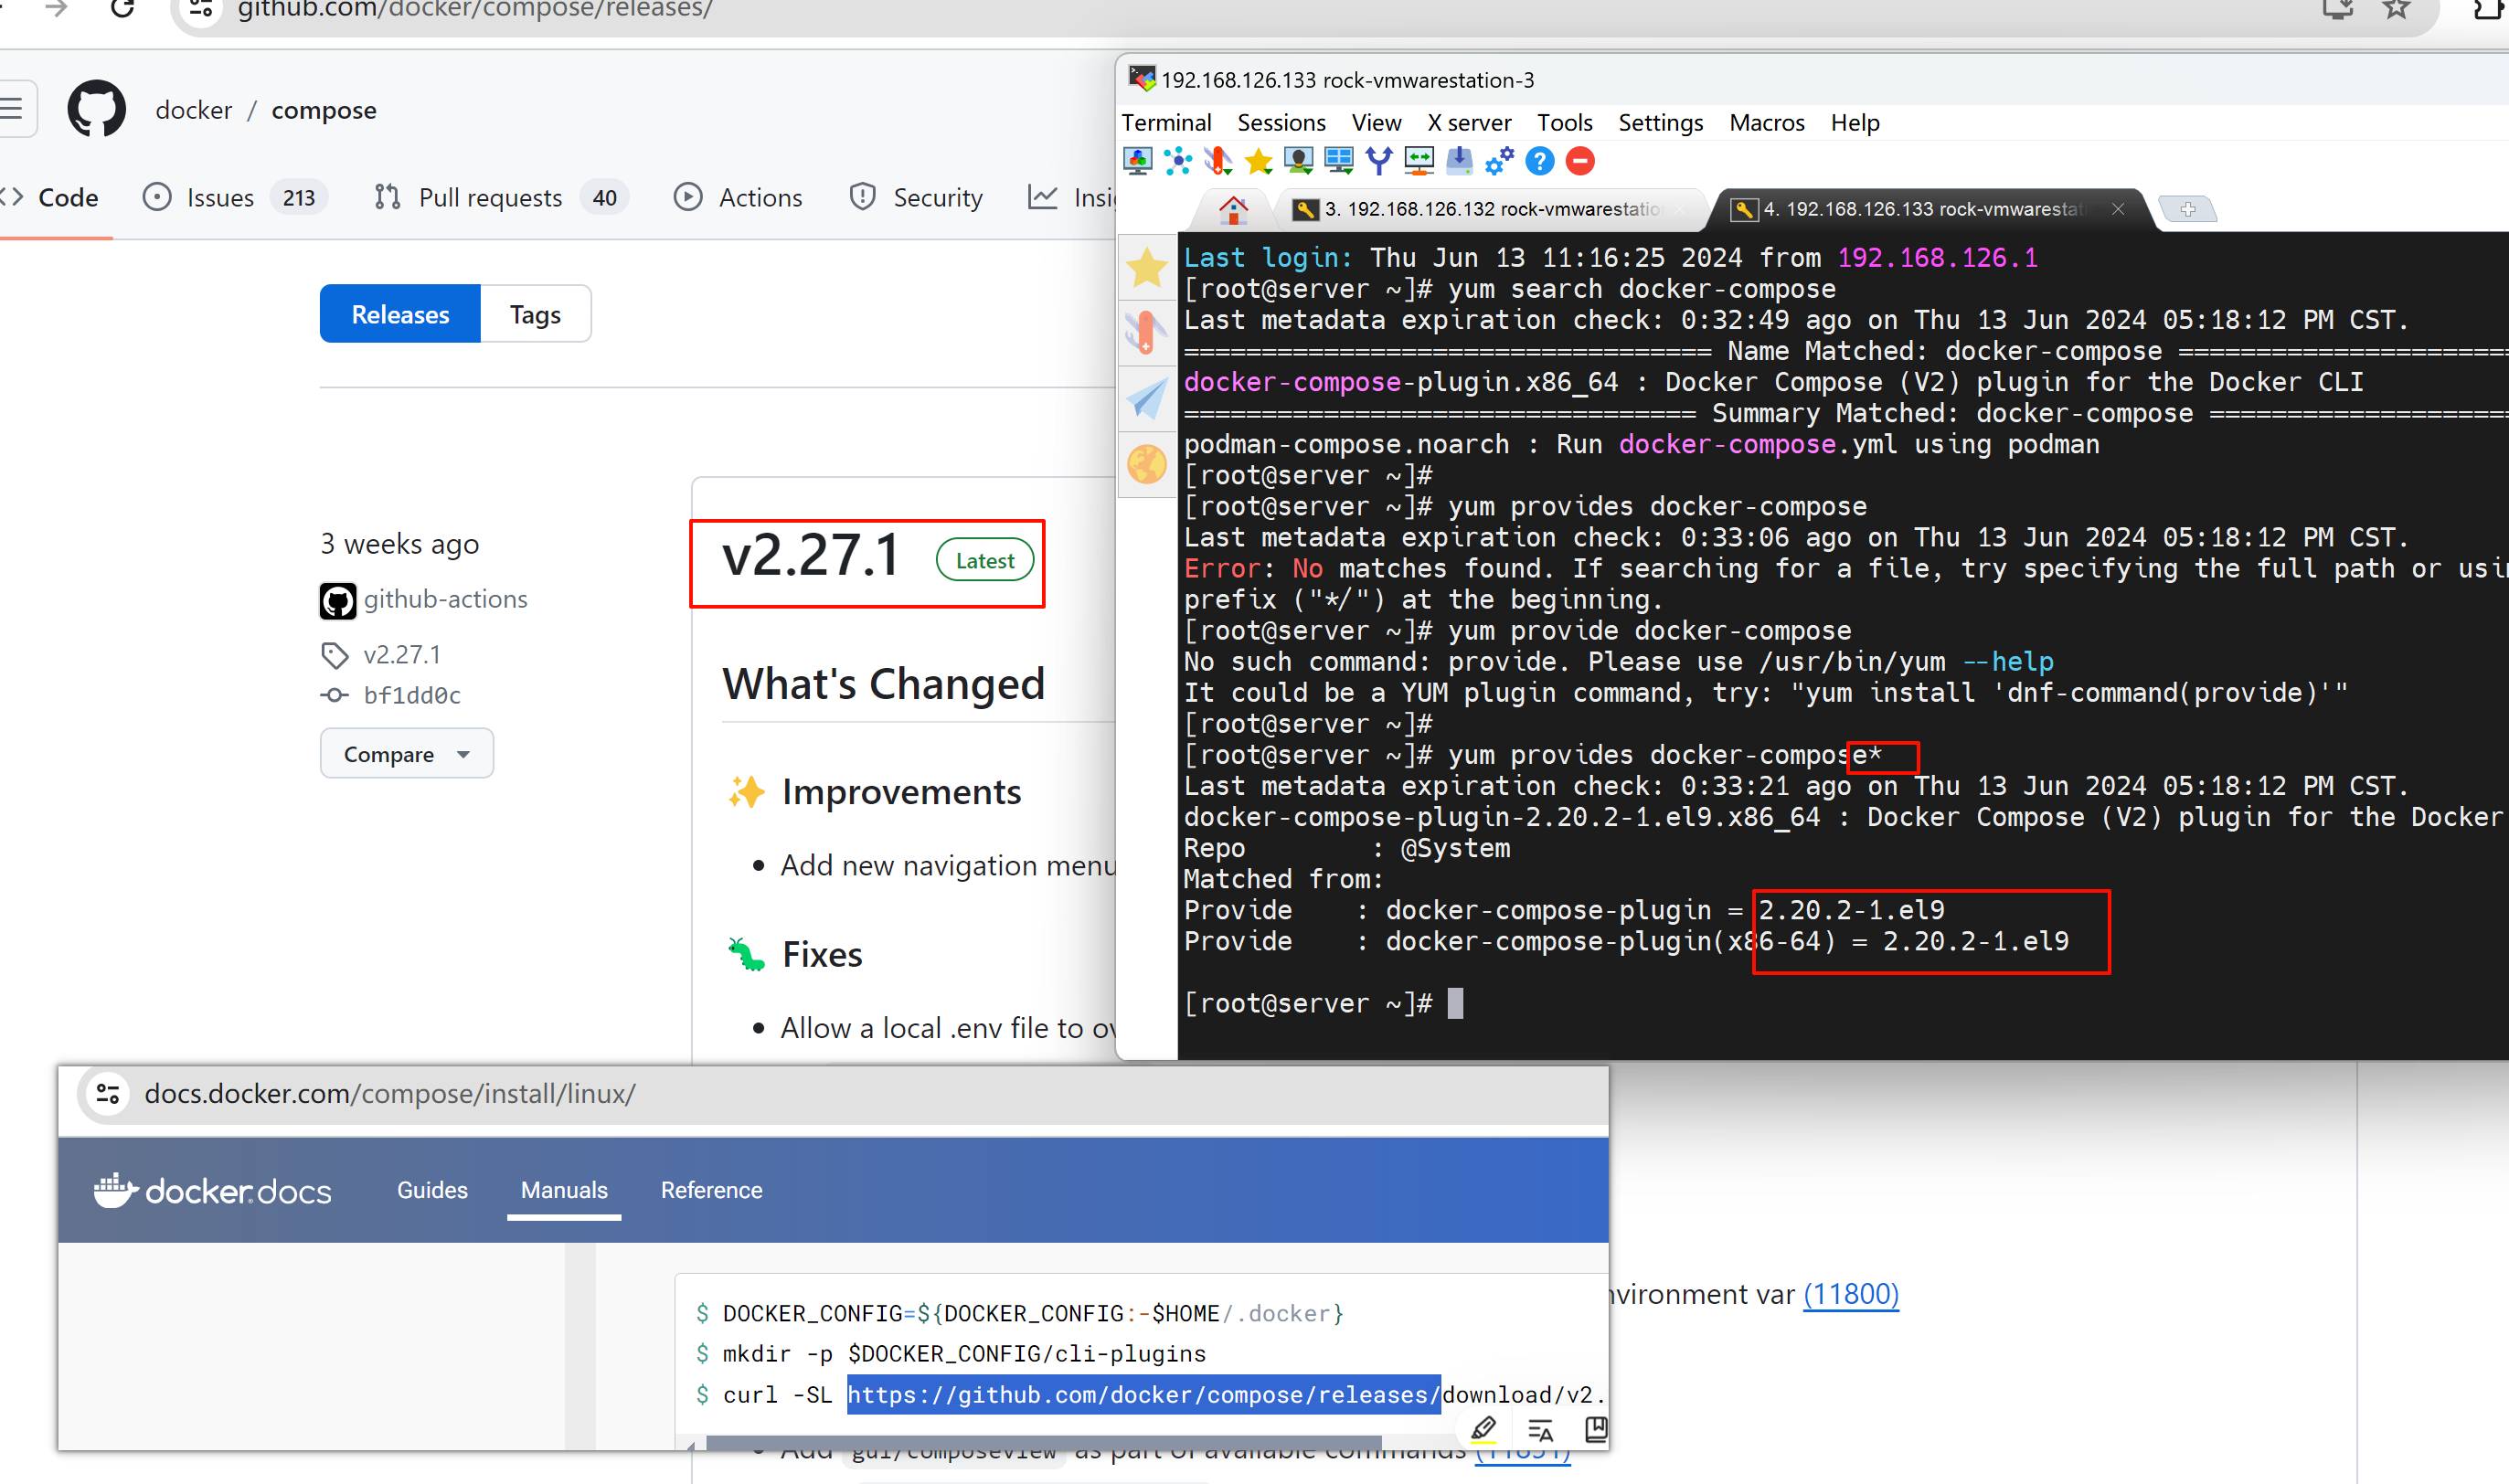 github.com/docker/compose/releases/
docker / compose
Code
Issues 213
Pull requests 40
Actions
Security
Releases
Tags
3 weeks ago
github-actions
v2.27.1
bf1dd0c
Compare
v2.27.1 Latest
What's Changed
Improvements
Add new navigation menu
Fixes
Allow a local .env file to
192.168.126.133 rock-vmwarestation-3
Terminal Sessions View X server Tools Settings Macros Help
3. 192.168.126.132 rock-vmwarestatio
4. 192.168.126.133 rock-vmwarestati
Last login: Thu Jun 13 11:16:25 2024 from 192.168.126.1
[root@server ~]# yum search docker-compose
Last metadata expiration check: 0:32:49 ago on Thu 13 Jun 2024 05:18:12 PM CST.
================================== Name Matched: docker-compose ======================
docker-compose-plugin.x86_64 : Docker Compose (V2) plugin for the Docker CLI
================================= Summary Matched: docker-compose ====================
podman-compose.noarch : Run docker-compose.yml using podman
[root@server ~]#
[root@server ~]# yum provides docker-compose
Last metadata expiration check: 0:33:06 ago on Thu 13 Jun 2024 05:18:12 PM CST.
Error: No matches found. If searching for a file, try specifying the full path or usin
prefix ("*/") at the beginning.
[root@server ~]# yum provide docker-compose
No such command: provide. Please use /usr/bin/yum --help
It could be a YUM plugin command, try: "yum install 'dnf-command(provide)'"
[root@server ~]#
[root@server ~]# yum provides docker-compose*
Last metadata expiration check: 0:33:21 ago on Thu 13 Jun 2024 05:18:12 PM CST.
docker-compose-plugin-2.20.2-1.el9.x86_64 : Docker Compose (V2) plugin for the Docker
Repo : @System
Matched from:
Provide : docker-compose-plugin = 2.20.2-1.el9
Provide : docker-compose-plugin(x86-64) = 2.20.2-1.el9
[root@server ~]#
docs.docker.com/compose/install/linux/
docker docs
Guides
Manuals
Reference
$ DOCKER_CONFIG=${DOCKER_CONFIG:-$HOME/.docker}
$ mkdir -p $DOCKER_CONFIG/cli-plugins
$ curl -SL https://github.com/docker/compose/releases/download/v2.
nvironment var (11800)
Add gui/composeview as part of available commands